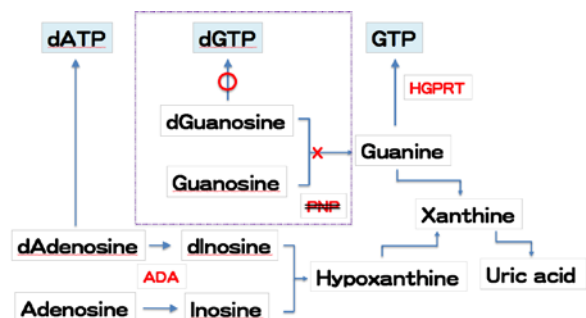 dATP
dGTP
GTP
HGPRT
dGuanosine
X
Guanine
Guanosine
PNP
Xanthine
dAdenosine
dInosine
ADA
Hypoxanthine
Uric acid
Adenosine
Inosine